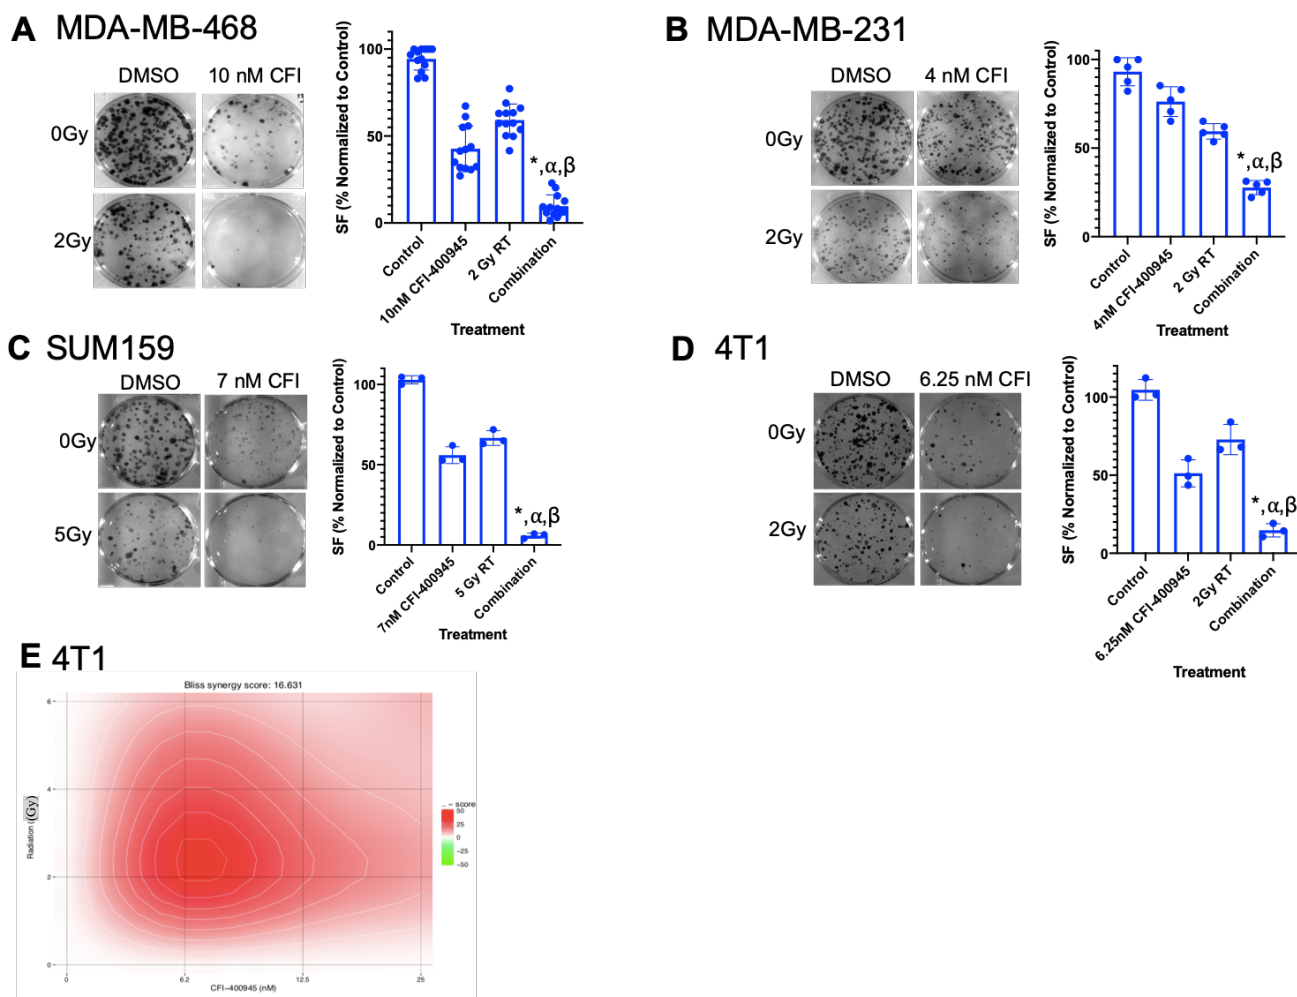 A MDA-MB-468
DMSO 10 nM CFI
0Gy
2Gy
SF (% Normalized to Control)
100
50
0
*,α,β
Control
10nM CFI-400945
2 Gy RT
Combination
Treatment
B MDA-MB-231
DMSO 4 nM CFI
0Gy
2Gy
SF (% Normalized to Control)
100
50
0
*,α,β
Control
4nM CFI-400945
2 Gy RT
Combination
Treatment
C SUM159
DMSO 7 nM CFI
0Gy
5Gy
SF (% Normalized to Control)
100
50
0
*,α,β
Control
7nM CFI-400945
5 Gy RT
Combination
Treatment
D 4T1
DMSO 6.25 nM CFI
0Gy
2Gy
SF (% Normalized to Control)
100
50
0
*,α,β
Control
6.25nM CFI-400945
2Gy RT
Combination
Treatment
E 4T1
Bliss synergy score: 16.631
Radiation (Gy)
6
4
2
0
0 6.2 12.5 25
CFI-400945 (nM)
score
50
25
0
-25
-50